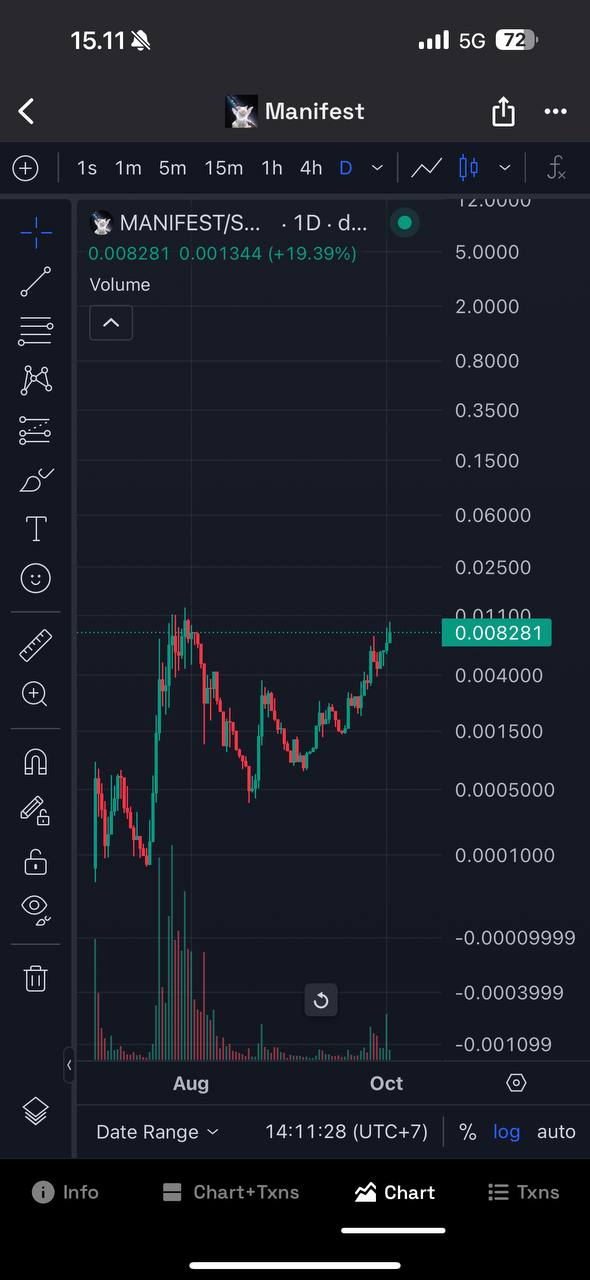 15.11
5G 72
Manifest
1s 1m 5m 15m 1h 4h D
MANIFEST/S... · 1D · d...
0.008281 0.001344 (+19.39%)
Volume
12.0000
5.0000
2.0000
0.8000
0.3500
0.1500
0.06000
0.02500
0.01100
0.008281
0.004000
0.001500
0.0005000
0.0001000
-0.00009999
-0.0003999
-0.001099
Aug Oct
Date Range 14:11:28 (UTC+7) % log auto
Info Chart+Txns Chart Txns